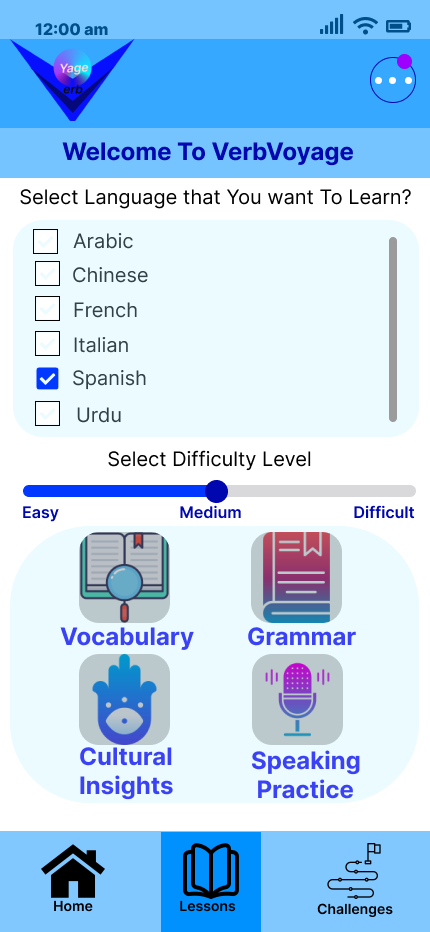 12:00 am
Yage
erb
Welcome To VerbVoyage
Select Language that You want To Learn?
Arabic
Chinese
French
Italian
Spanish
Urdu
Select Difficulty Level
Easy Medium Difficult
Vocabulary Grammar
Cultural
Insights
Speaking
Practice
Home Lessons Challenges